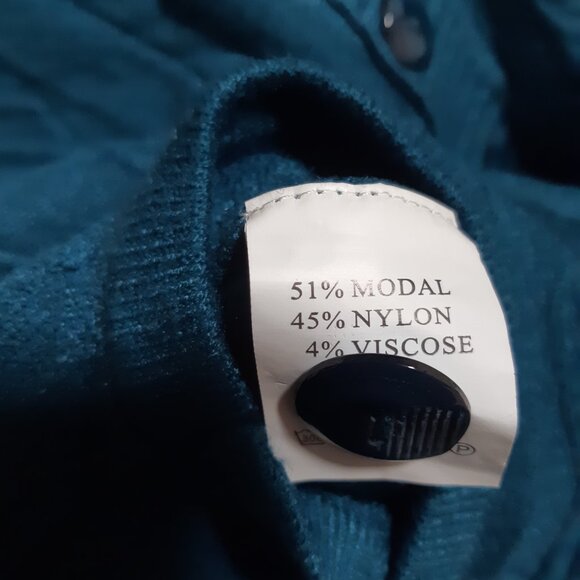 51% MODAL
45% NYLON
4% VISCOSE
P